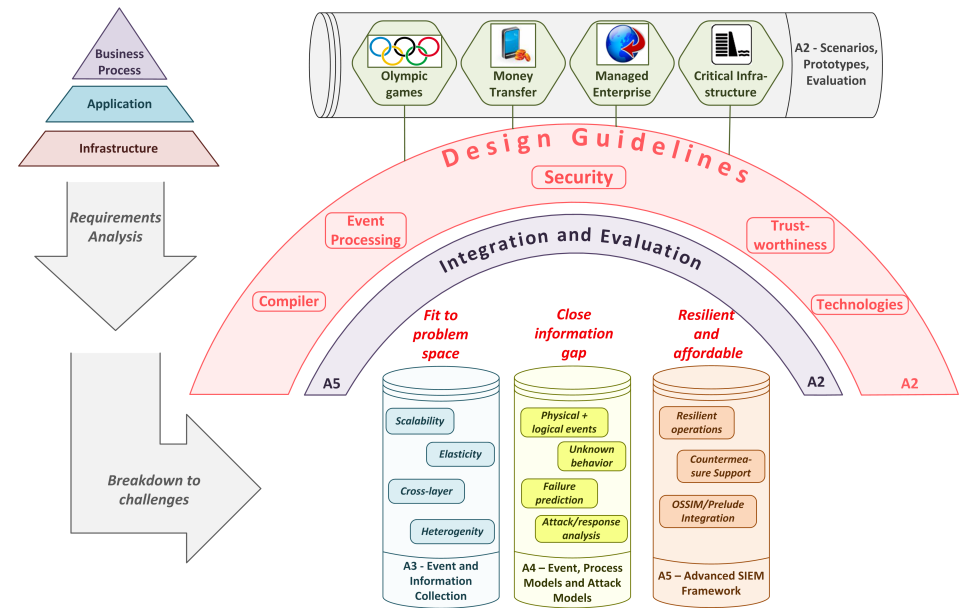 Business
Process
Application
Infrastructure
Requirements
Analysis
Breakdown to
challenges
Olympic
games
Money
Transfer
Managed
Enterprise
Critical Infra-
structure
A2 - Scenarios,
Prototypes,
Evaluation
Design Guidelines
Security
Event
Processing
Trust-
worthiness
Compiler
Technologies
A2
Integration and Evaluation
A5
A2
Fit to
problem
space
Close
information
gap
Resilient
and
affordable
Scalability
Elasticity
Cross-layer
Heterogenity
A3 - Event and
Information
Collection
Physical +
logical events
Unknown
behavior
Failure
prediction
Attack/response
analysis
A4 – Event, Process
Models and Attack
Models
Resilient
operations
Countermea-
sure Support
OSSIM/Prelude
Integration
A5 – Advanced SIEM
Framework